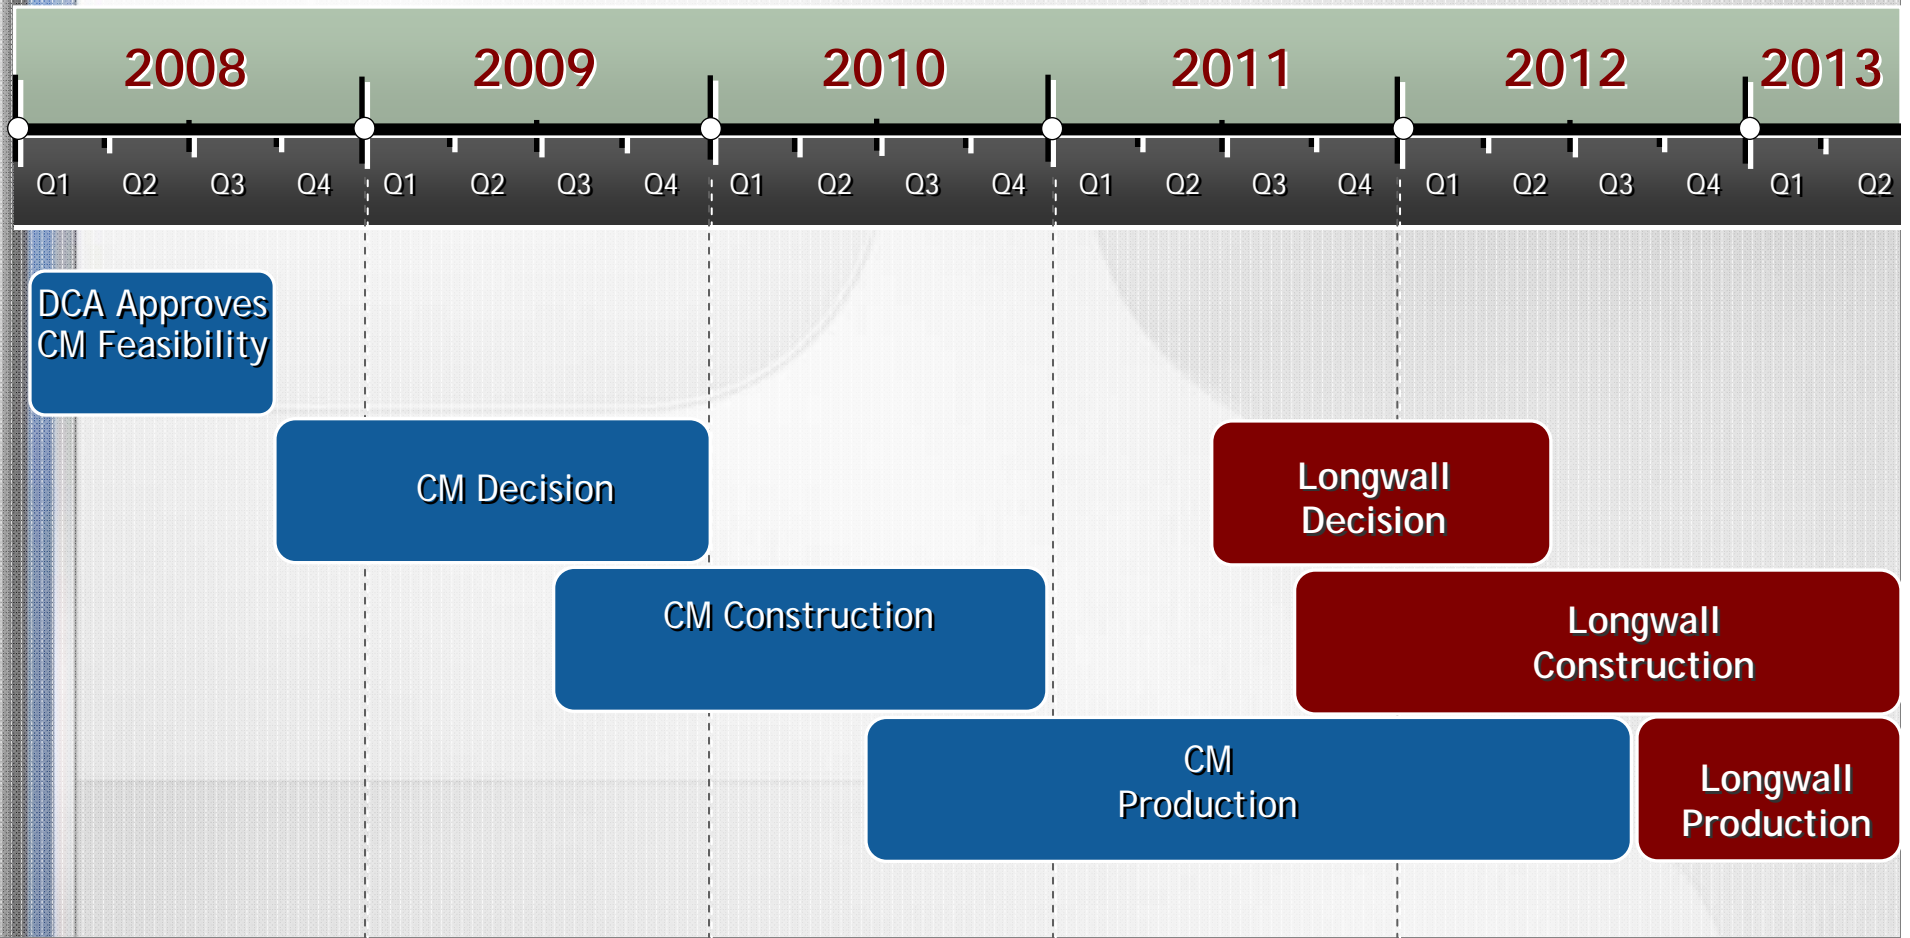 2008 2009 2010 2011 2012 2013
Q1 Q2 Q3 Q4 Q1 Q2 Q3 Q4 Q1 Q2 Q3 Q4 Q1 Q2 Q3 Q4 Q1 Q2 Q3 Q4 Q1 Q2
DCA Approves
CM Feasibility
CM Decision
Longwall
Decision
CM Construction
Longwall
Construction
CM
Production
Longwall
Production